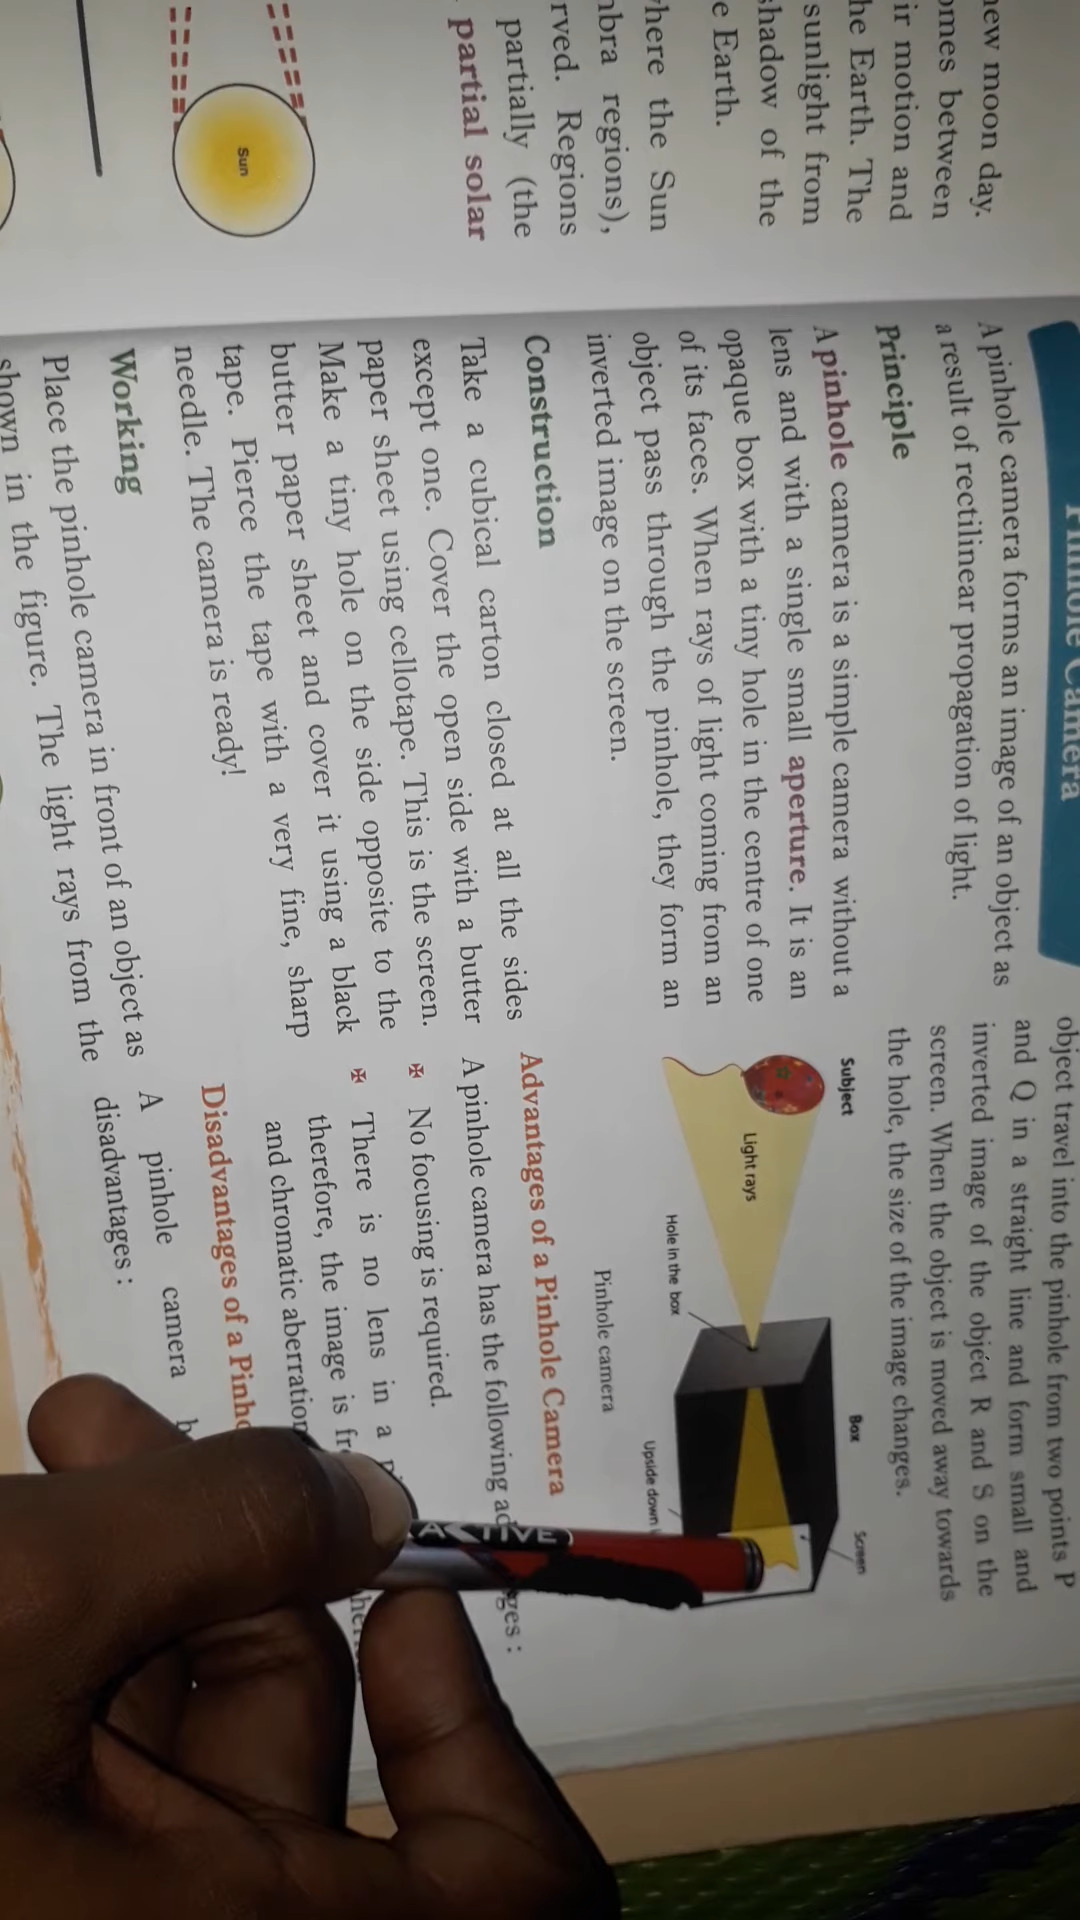 new moon day.
between
ir motion and
he Earth. The
sunlight from
shadow of the
e Earth.
here the Sun
regions),
rved. Regions
partially (the
partial solar
Sun
Pinhole Camera
A pinhole camera forms an image of an object as
a result of rectilinear propagation of light.
Principle
A pinhole camera is a simple camera without a
lens and with a single small aperture. It is an
opaque box with a tiny hole in the centre of one
of its faces. When rays of light coming from an
object pass through the pinhole, they form an
inverted image on the screen.
Construction
Take a cubical carton closed at all the sides
except one. Cover the open side with a butter
paper sheet using cellotape. This is the screen.
Make a tiny hole on the side opposite to the
butter paper sheet and cover it using a black
tape. Pierce the tape with a very fine, sharp
needle. The camera is ready!
Working
Place the pinhole camera in front of an object as
shown in the figure. The light rays from the
object travel into the pinhole from two points P
and Q in a straight line and form small and
inverted image of the object R and S on the
screen. When the object is moved away towards
the hole, the size of the image changes.
Subject
Box
Screen
Light rays
Hole in the box
Upside down
Pinhole camera
Advantages of a Pinhole Camera
A pinhole camera has the following ad ges :
✠ No focusing is required.
✠ There is no lens in a
therefore, the image is
and chromatic aberration
Disadvantages of a Pinho
A pinhole camera
disadvantages :
ACTIVE